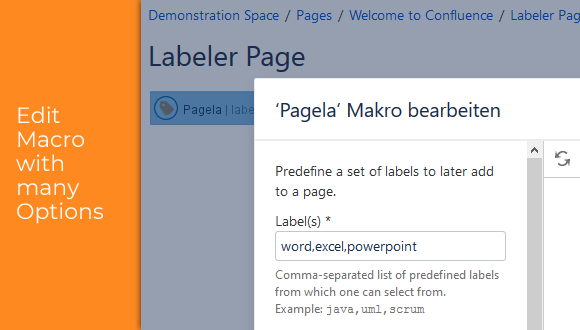 Demonstration Space / Pages / Welcome to Confluence / Labeler Pag
Labeler Page
Edit
Macro
with
many
Options
Pagela | labe
‘Pagela’ Makro bearbeiten
Predefine a set of labels to later add
to a page.
Label(s) *
word,excel,powerpoint
Comma-separated list of predefined labels
from which one can select from.
Example: java,uml,scrum